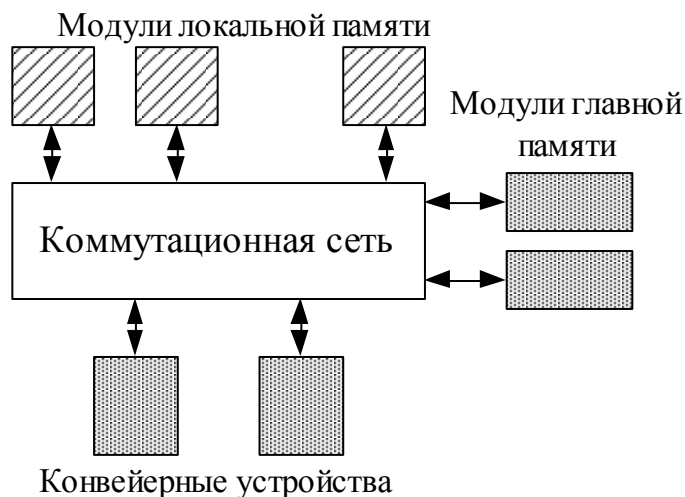 Модули локальной памяти
Модули главной
памяти
Коммутационная сеть
Конвейерные устройства